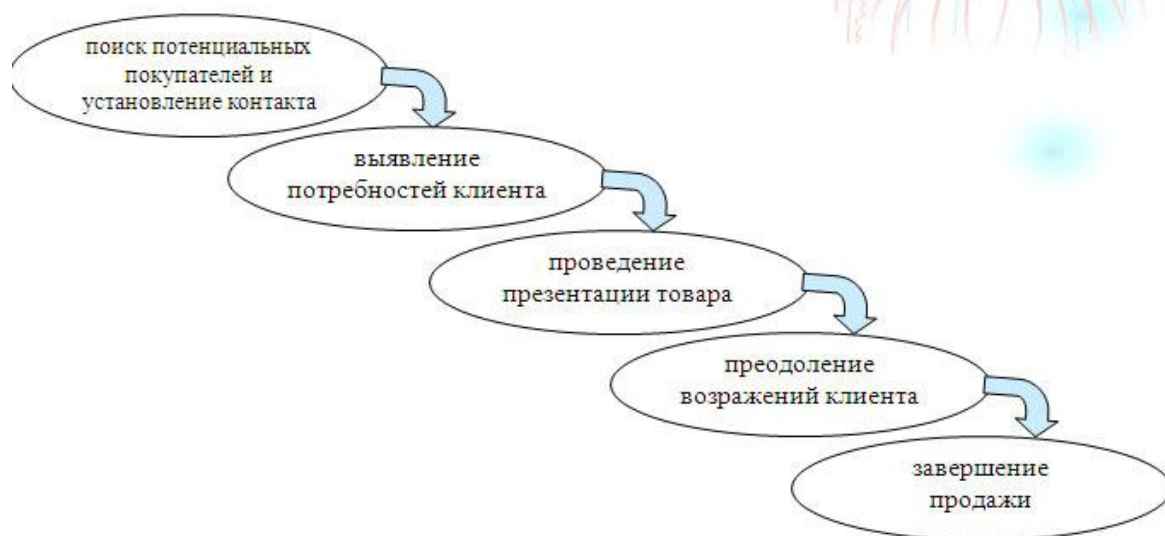 поиск потенциальных
покупателей и
установление контакта
выявление
потребностей клиента
проведение
презентации товара
преодоление
возражений клиента
завершение
продажи